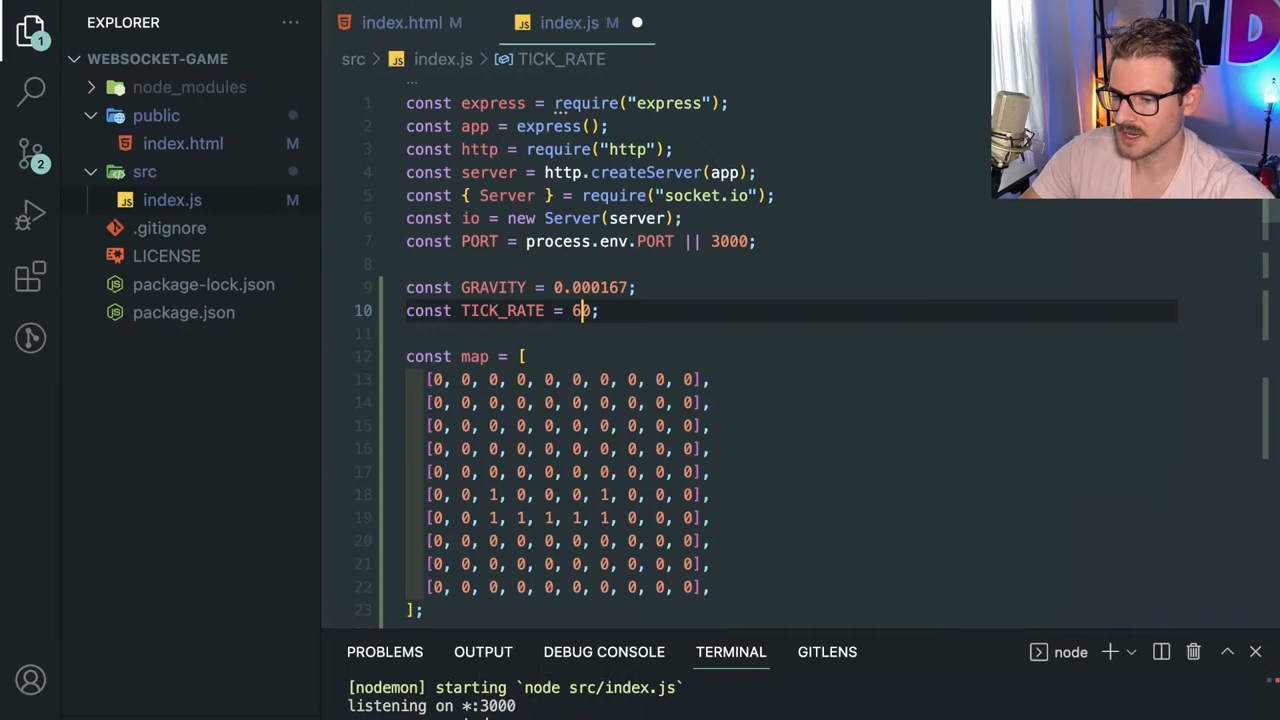 EXPLORER
WEBSOCKET-GAME
node_modules
public
index.html M
src
index.js M
.gitignore
LICENSE
package-lock.json
package.json
1
2
index.html M
JS index.js M
src > JS index.js > TICK_RATE
...
1 const express = require("express");
2 const app = express();
3 const http = require("http");
4 const server = http.createServer(app);
5 const { Server } = require("socket.io");
6 const io = new Server(server);
7 const PORT = process.env.PORT || 3000;
8
9 const GRAVITY = 0.000167;
10 const TICK_RATE = 60;
11
12 const map = [
13 [0, 0, 0, 0, 0, 0, 0, 0, 0, 0],
14 [0, 0, 0, 0, 0, 0, 0, 0, 0, 0],
15 [0, 0, 0, 0, 0, 0, 0, 0, 0, 0],
16 [0, 0, 0, 0, 0, 0, 0, 0, 0, 0],
17 [0, 0, 0, 0, 0, 0, 0, 0, 0, 0],
18 [0, 0, 1, 0, 0, 0, 1, 0, 0, 0],
19 [0, 0, 1, 1, 1, 1, 1, 0, 0, 0],
20 [0, 0, 0, 0, 0, 0, 0, 0, 0, 0],
21 [0, 0, 0, 0, 0, 0, 0, 0, 0, 0],
22 [0, 0, 0, 0, 0, 0, 0, 0, 0, 0],
23 ];
PROBLEMS OUTPUT DEBUG CONSOLE TERMINAL GITLENS
node
[nodemon] starting `node src/index.js`
listening on *:3000